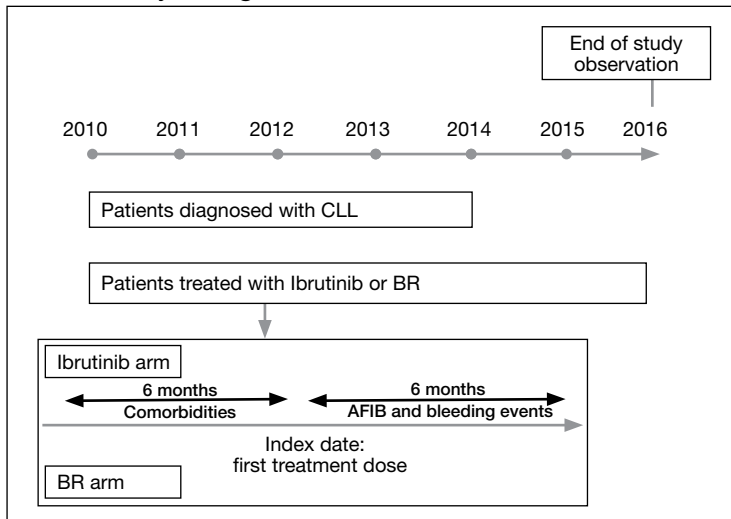 End of study
observation
2010 2011 2012 2013 2014 2015 2016
Patients diagnosed with CLL
Patients treated with Ibrutinib or BR
Ibrutinib arm
6 months 6 months
Comorbidities AFIB and bleeding events
Index date:
first treatment dose
BR arm